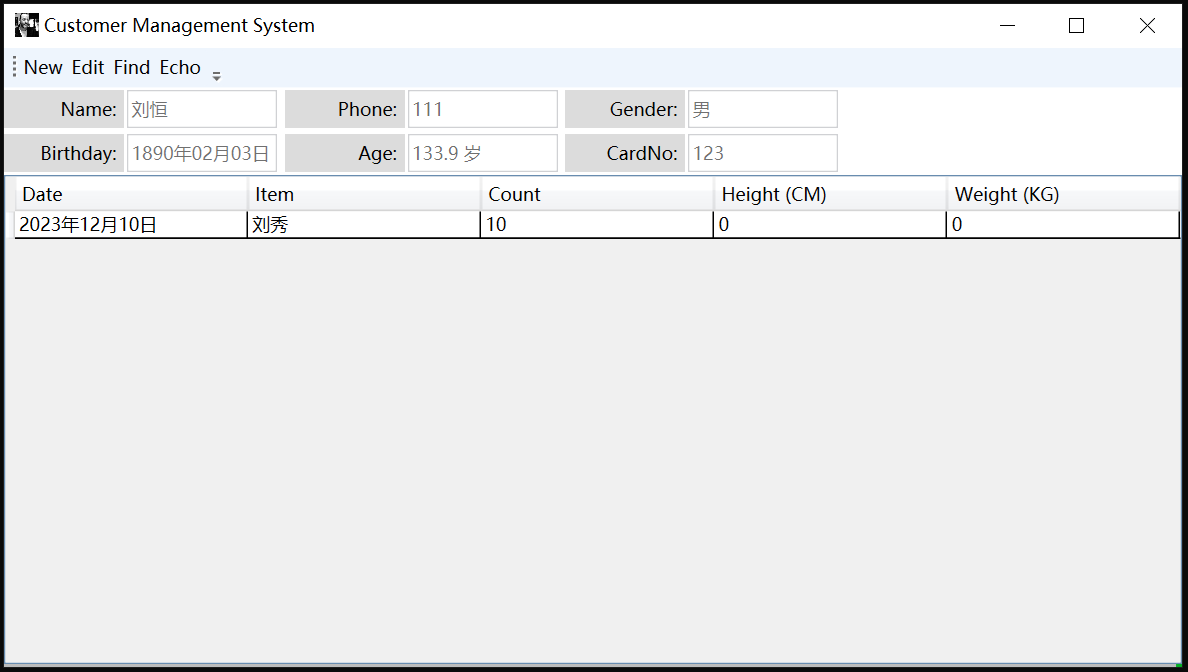 Customer Management System
New Edit Find Echo
Name: 刘恒 Phone: 111 Gender: 男
Birthday: 1890年02月03日 Age: 133.9 岁 CardNo: 123
Date Item Count Height (CM) Weight (KG)
2023年12月10日 刘秀 10 0 0